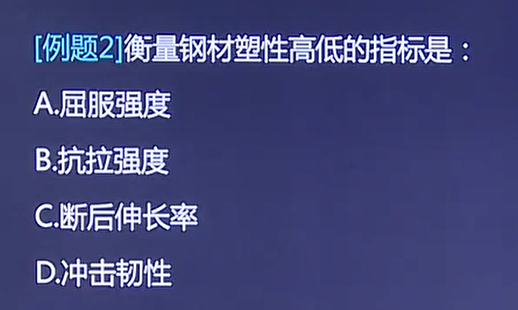 [例题2]衡量钢材塑性高低的指标是：
A.屈服强度
B.抗拉强度
C.断后伸长率
D.冲击韧性